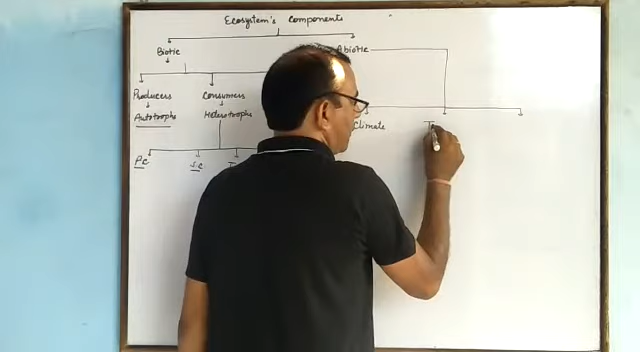 Ecosystem's Components
Biotic
Abiotic
Producers
Consumers
Autotrophs
Heterotrophs
Climate
T
P.C
S.C
T